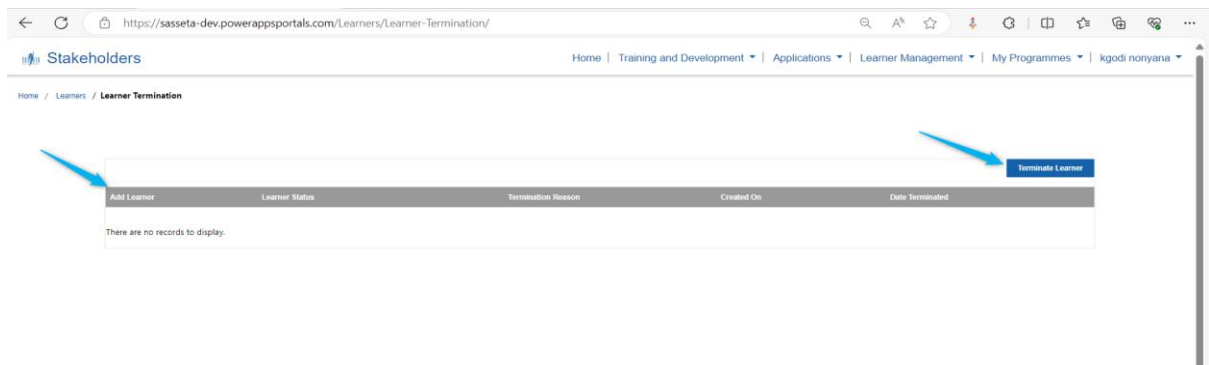 https://sasseta-dev.powerappsportals.com/Learners/Learner-Termination/
Stakeholders
Home | Training and Development | Applications | Learner Management | My Programmes | kgodi nonyana
Home / Learners / Learner Termination
Terminate Learner
Add Learner Learner Status Termination Reason Created On Date Terminated
There are no records to display.